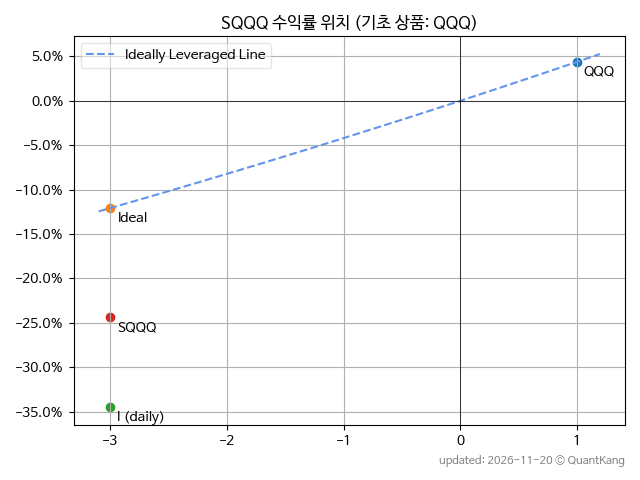 SQQQ 수익률 위치 (기초 상품: QQQ)
Ideally Leveraged Line
5.0%
0.0%
−5.0%
−10.0%
−15.0%
−20.0%
−25.0%
−30.0%
−35.0%
QQQ
Ideal
SQQQ
I (daily)
−3
−2
−1
0
1
updated: 2026-11-20 © QuantKang